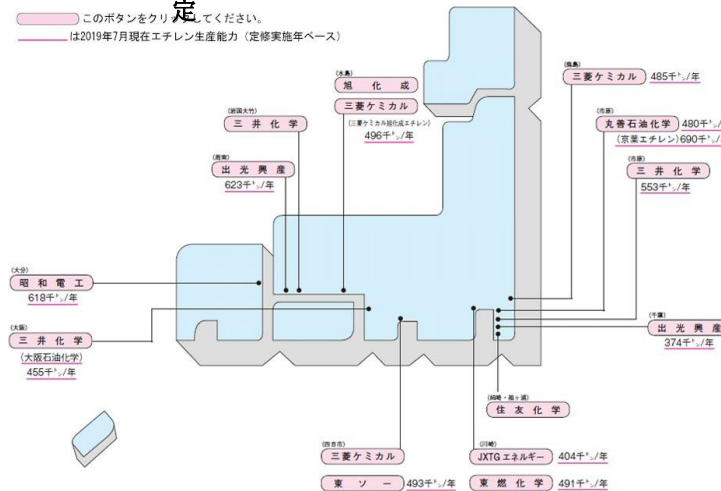 定
このボタンをクリックしてください。
は2019年7月現在エチレン生産能力（定修実施年ベース）
(水島)
旭化成
三菱ケミカル
(三菱ケミカル旭化成エチレン)
496千㌧/年
(鹿島)
三菱ケミカル 485千㌧/年
(岩国大竹)
三井化学
(市原)
丸善石油化学 480千㌧/年
(京葉エチレン)690千㌧/年
(周南)
出光興産
623千㌧/年
(市原)
三井化学
553千㌧/年
(大分)
昭和電工
618千㌧/年
(大阪)
三井化学
(大阪石油化学)
455千㌧/年
(千葉)
出光興産
374千㌧/年
(姉崎・袖ヶ浦)
住友化学
(四日市)
三菱ケミカル
東ソー 493千㌧/年
(川崎)
JXTGエネルギー 404千㌧/年
東燃化学 491千㌧/年